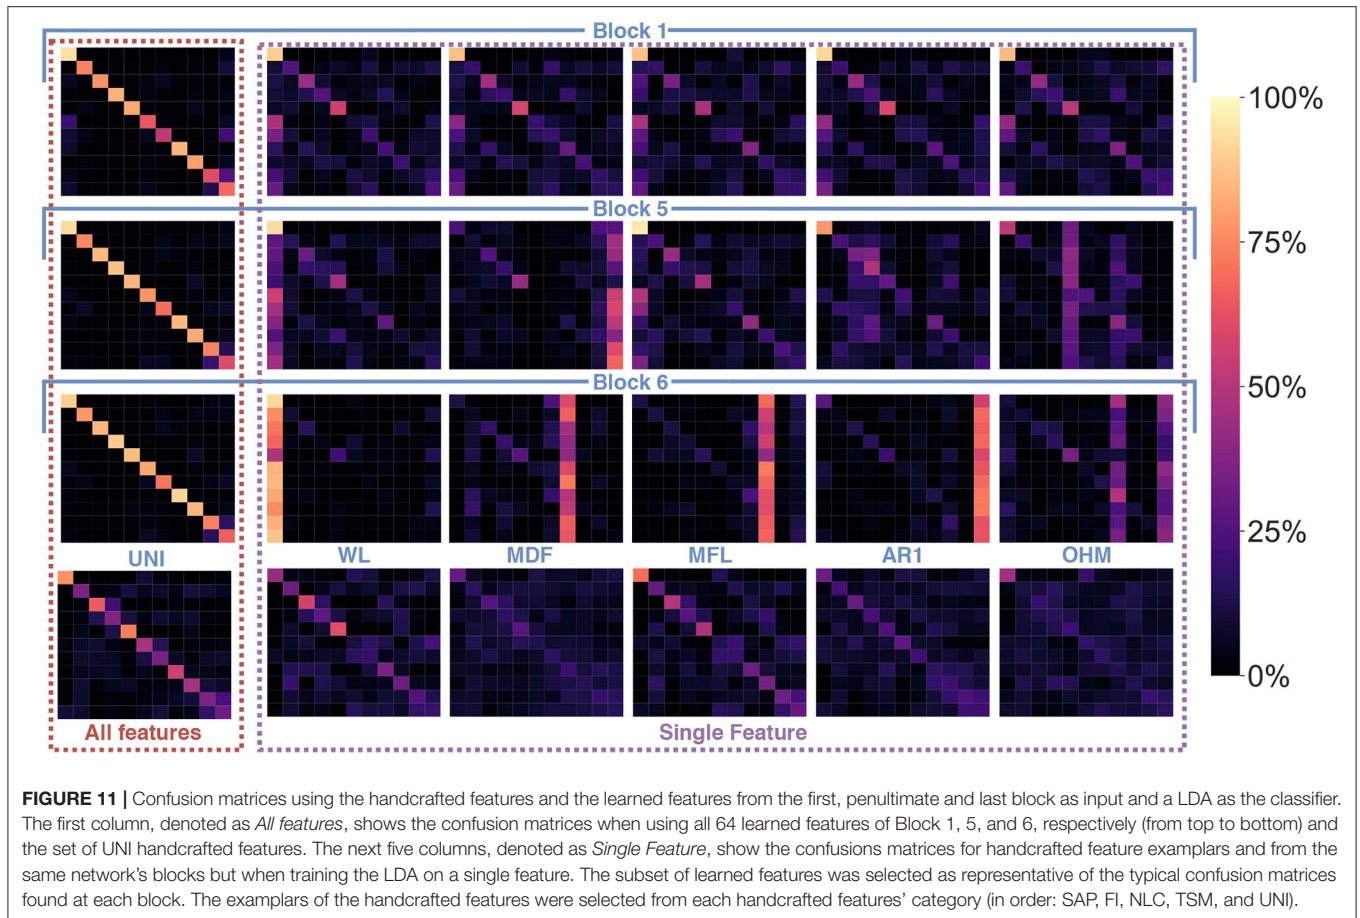 Block 1
100%
Block 5
75%
50%
Block 6
25%
UNI WL MDF MFL AR1 OHM
0%
All features Single Feature
FIGURE 11 | Confusion matrices using the handcrafted features and the learned features from the first, penultimate and last block as input and a LDA as the classifier.
The first column, denoted as All features, shows the confusion matrices when using all 64 learned features of Block 1, 5, and 6, respectively (from top to bottom) and
the set of UNI handcrafted features. The next five columns, denoted as Single Feature, show the confusions matrices for handcrafted feature examplars and from the
same network's blocks but when training the LDA on a single feature. The subset of learned features was selected as representative of the typical confusion matrices
found at each block. The examplars of the handcrafted features were selected from each handcrafted features' category (in order: SAP, FI, NLC, TSM, and UNI).